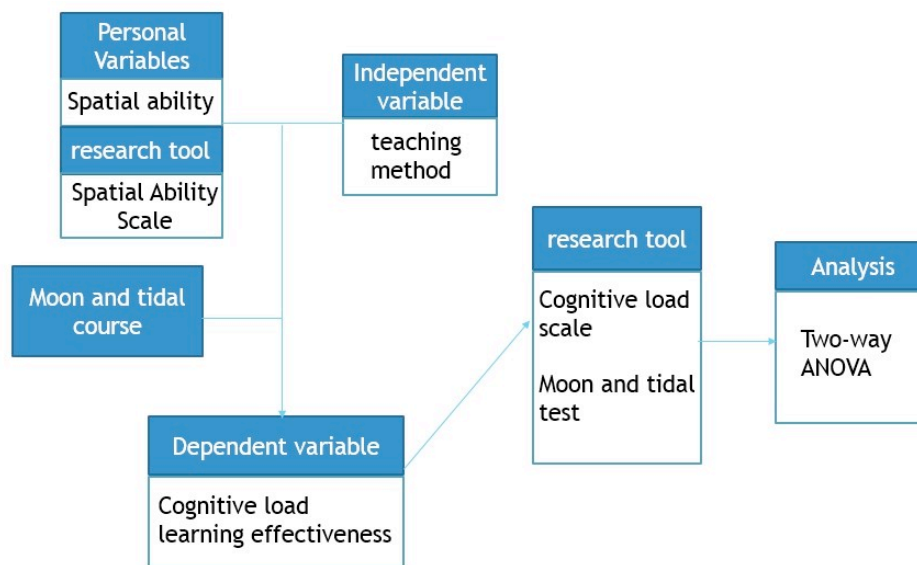 Personal
Variables
Spatial ability
research tool
Spatial Ability
Scale
Independent
variable
teaching
method
Moon and tidal
course
Dependent variable
Cognitive load
learning effectiveness
research tool
Cognitive load
scale
Moon and tidal
test
Analysis
Two-way
ANOVA